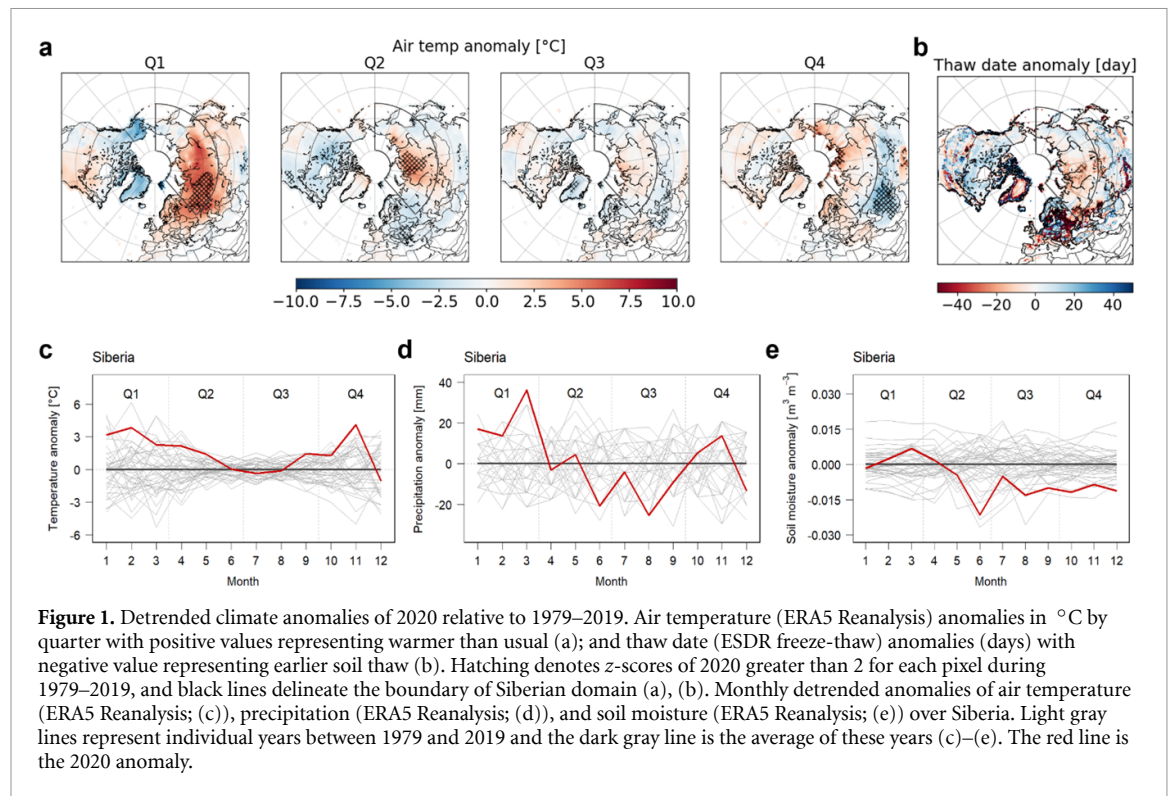 a
Air temp anomaly [°C]
Q1
Q2
Q3
Q4
−10.0 −7.5 −5.0 −2.5 0.0 2.5 5.0 7.5 10.0
b
Thaw date anomaly [day]
−40 −20 0 20 40
c
Siberia
Temperature anomaly [°C]
Q1 Q2 Q3 Q4
6
3
0
-3
-6
1 2 3 4 5 6 7 8 9 10 11 12
Month
d
Siberia
Precipitation anomaly [mm]
Q1 Q2 Q3 Q4
40
20
0
-20
1 2 3 4 5 6 7 8 9 10 11 12
Month
e
Siberia
Soil moisture anomaly [m³ m⁻³]
Q1 Q2 Q3 Q4
0.030
0.015
0.000
-0.015
-0.030
1 2 3 4 5 6 7 8 9 10 11 12
Month
Figure 1. Detrended climate anomalies of 2020 relative to 1979–2019. Air temperature (ERA5 Reanalysis) anomalies in °C by
quarter with positive values representing warmer than usual (a); and thaw date (ESDR freeze-thaw) anomalies (days) with
negative value representing earlier soil thaw (b). Hatching denotes z-scores of 2020 greater than 2 for each pixel during
1979–2019, and black lines delineate the boundary of Siberian domain (a), (b). Monthly detrended anomalies of air temperature
(ERA5 Reanalysis; (c)), precipitation (ERA5 Reanalysis; (d)), and soil moisture (ERA5 Reanalysis; (e)) over Siberia. Light gray
lines represent individual years between 1979 and 2019 and the dark gray line is the average of these years (c)–(e). The red line is
the 2020 anomaly.